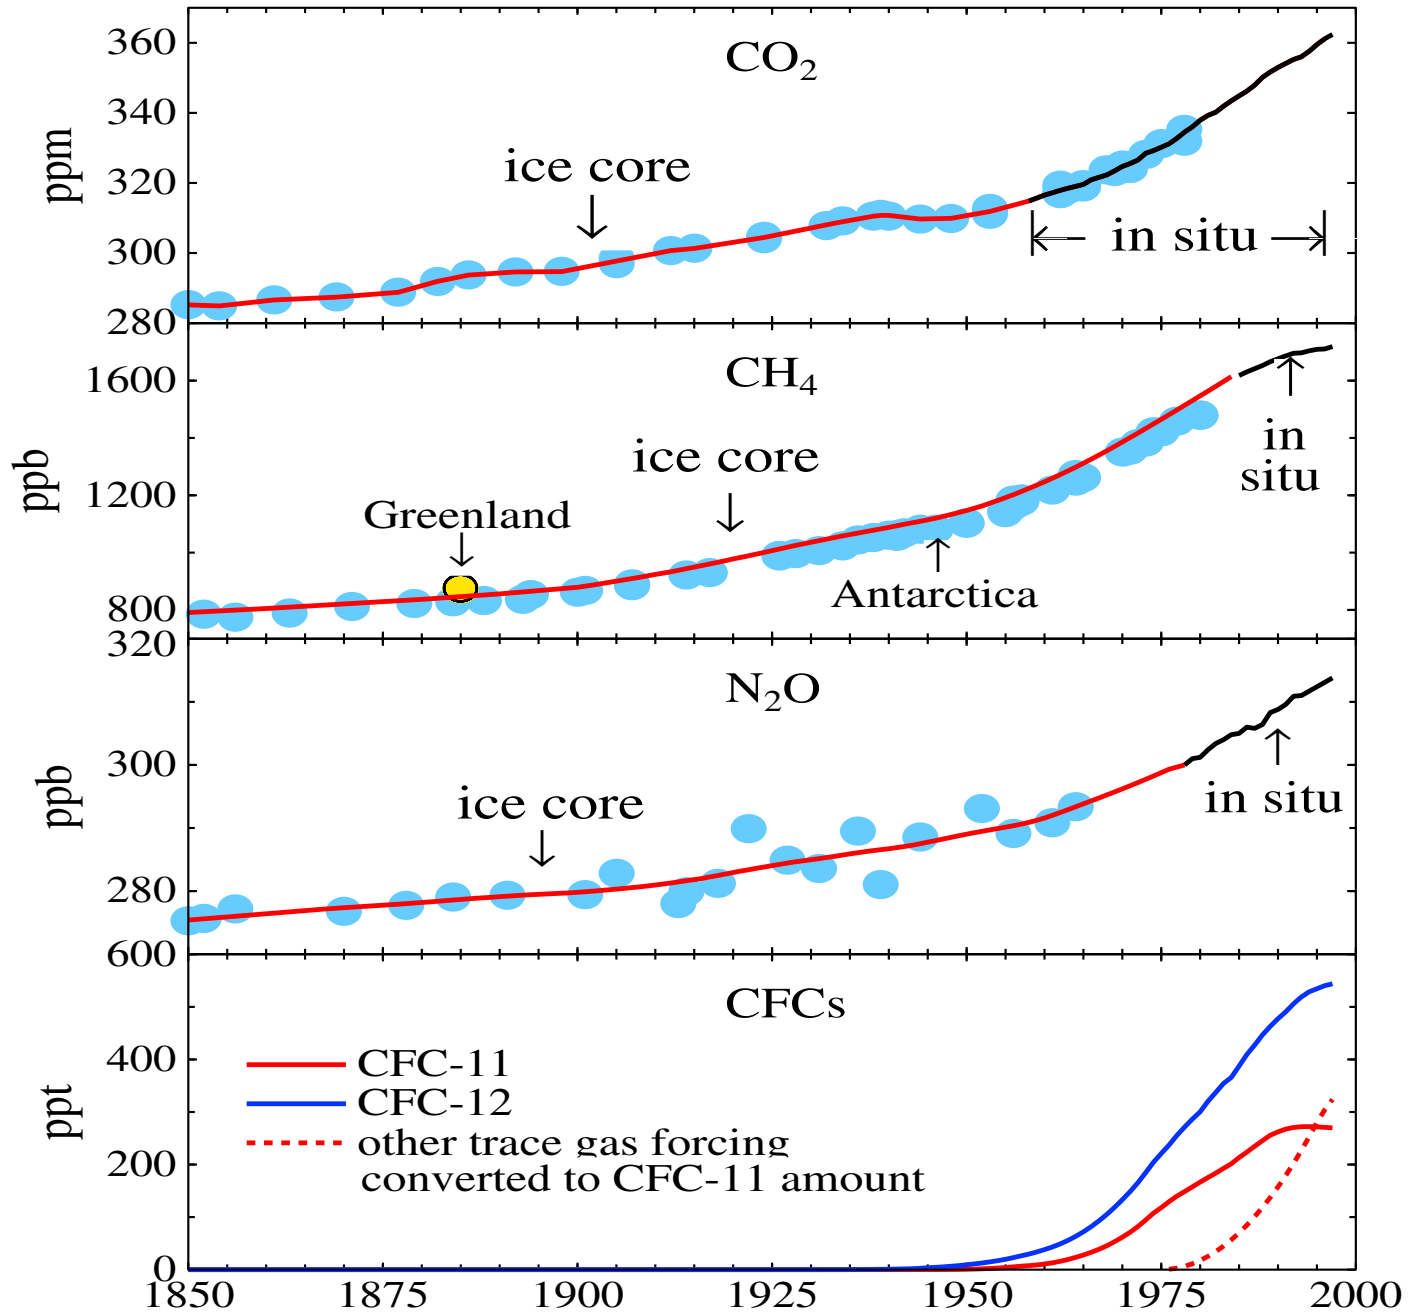 CO₂
360
340
320
300
280
ppm
ice core
in situ
CH₄
1600
1200
800
ppb
ice core
Greenland
Antarctica
in
situ
N₂O
320
300
280
ppb
ice core
in situ
CFCs
600
400
200
0
ppt
CFC-11
CFC-12
other trace gas forcing
converted to CFC-11 amount
1850 1875 1900 1925 1950 1975 2000